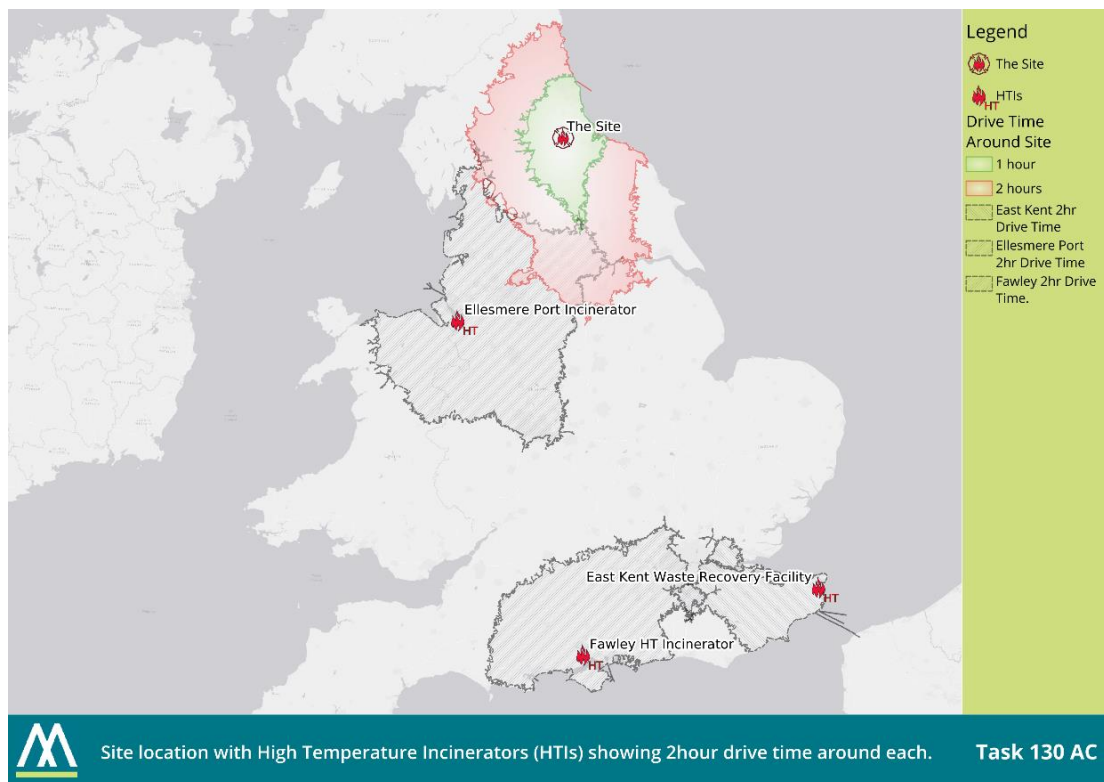 Legend
The Site
HTIs
HT
Drive Time
Around Site
1 hour
2 hours
East Kent 2hr
Drive Time
Ellesmere Port
2hr Drive Time
Fawley 2hr Drive
Time.
The Site
Ellesmere Port Incinerator
HT
East Kent Waste Recovery Facility
HT
Fawley HT Incinerator
HT
Site location with High Temperature Incinerators (HTIs) showing 2hour drive time around each.
Task 130 AC